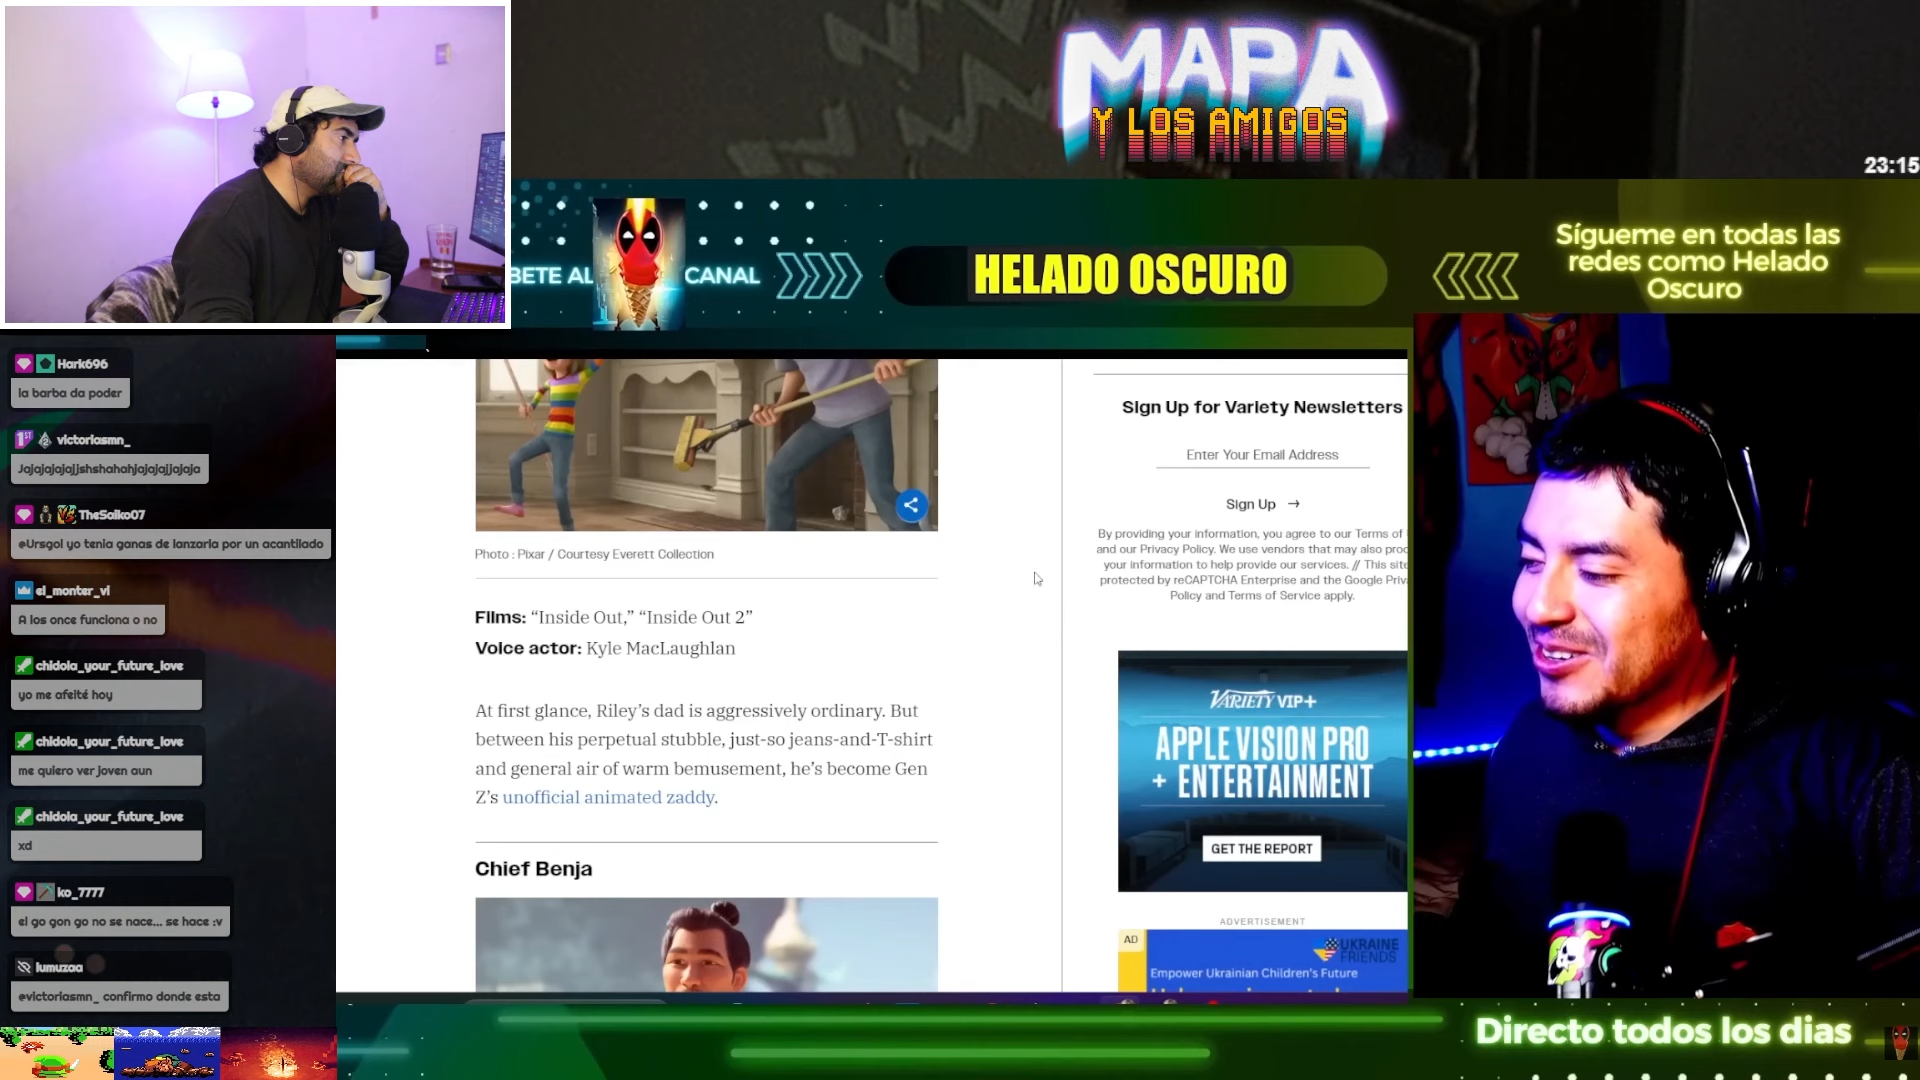 MAPA
Y LOS AMIGOS
23:15
BETE AL
CANAL
HELADO OSCURO
Sígueme en todas las
redes como Helado
Oscuro
Hark696
la barba da poder
victoriasmn_
Jajajajajajjshshahahjajajajjajaja
TheSaiko07
@Ursgol yo tenia ganas de lanzarla por un acantilado
el_monter_vl
A los once funciona o no
chidola_your_future_love
yo me afeité hoy
chidola_your_future_love
me quiero ver joven aun
chidola_your_future_love
xd
ko_7777
el go gon go no se nace... se hace :v
lumuzaa
@victoriasmn_ confirmo donde esta
Photo : Pixar / Courtesy Everett Collection
Films: “Inside Out,” “Inside Out 2”
Voice actor: Kyle MacLaughlan
At first glance, Riley’s dad is aggressively ordinary. But
between his perpetual stubble, just-so jeans-and-T-shirt
and general air of warm bemusement, he’s become Gen
Z’s unofficial animated zaddy.
Chief Benja
Sign Up for Variety Newsletters
Enter Your Email Address
Sign Up →
By providing your information, you agree to our Terms of
and our Privacy Policy. We use vendors that may also proc
your information to help provide our services. // This site
protected by reCAPTCHA Enterprise and the Google Priva
Policy and Terms of Service apply.
VARIETY VIP+
APPLE VISION PRO
+ ENTERTAINMENT
GET THE REPORT
ADVERTISEMENT
AD
UKRAINE
FRIENDS
Empower Ukrainian Children's Future
Directo todos los dias